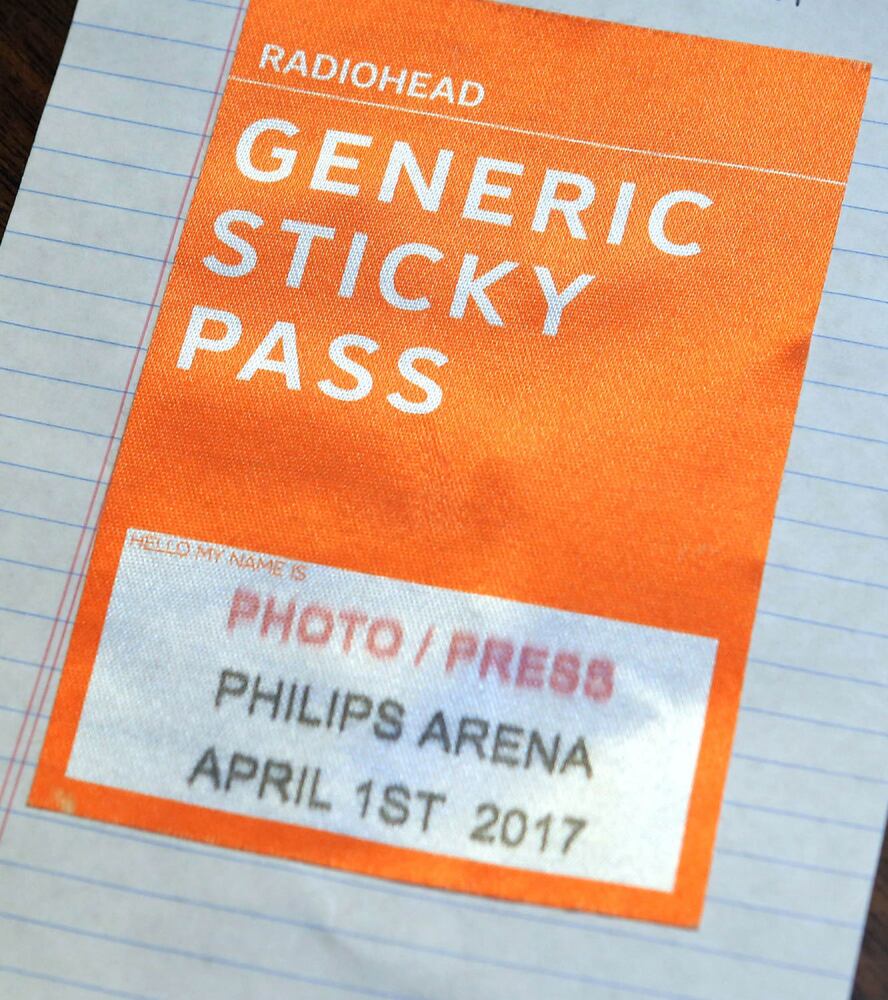 RADIOHEAD
GENERIC
STICKY
PASS
HELLO MY NAME IS
PHOTO / PRESS
PHILIPS ARENA
APRIL 1ST 2017